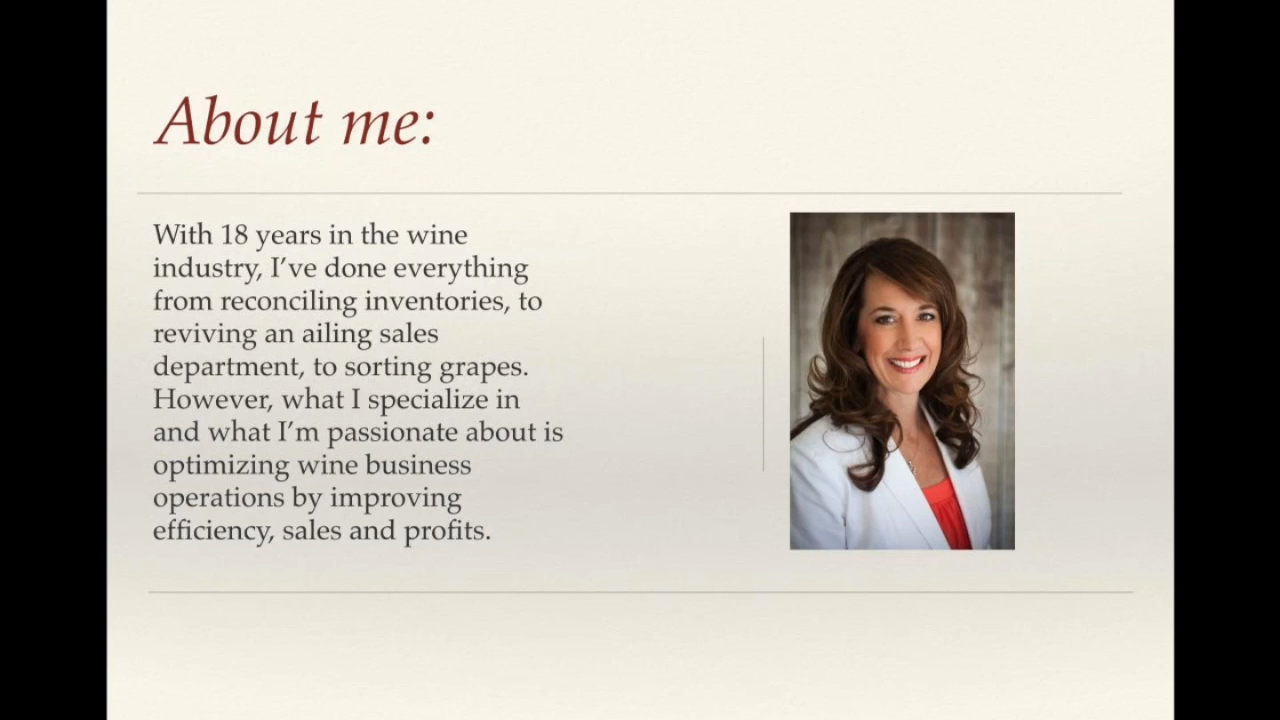 About me:
With 18 years in the wine
industry, I’ve done everything
from reconciling inventories, to
reviving an ailing sales
department, to sorting grapes.
However, what I specialize in
and what I’m passionate about is
optimizing wine business
operations by improving
efficiency, sales and profits.